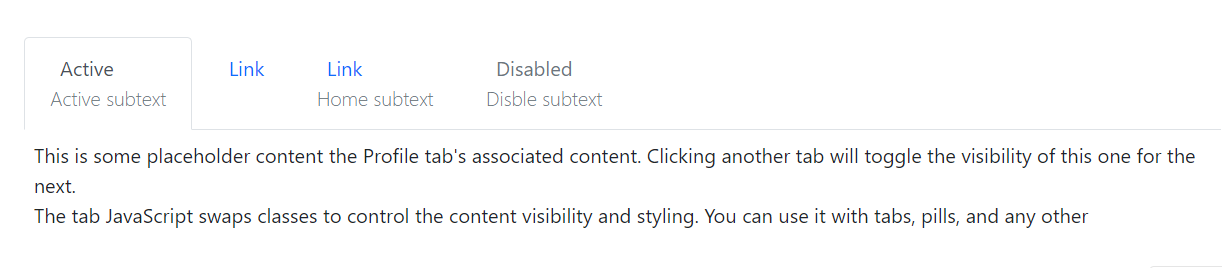 Active Link Link Disabled
Active subtext Home subtext Disble subtext
This is some placeholder content the Profile tab's associated content. Clicking another tab will toggle the visibility of this one for the
next.
The tab JavaScript swaps classes to control the content visibility and styling. You can use it with tabs, pills, and any other